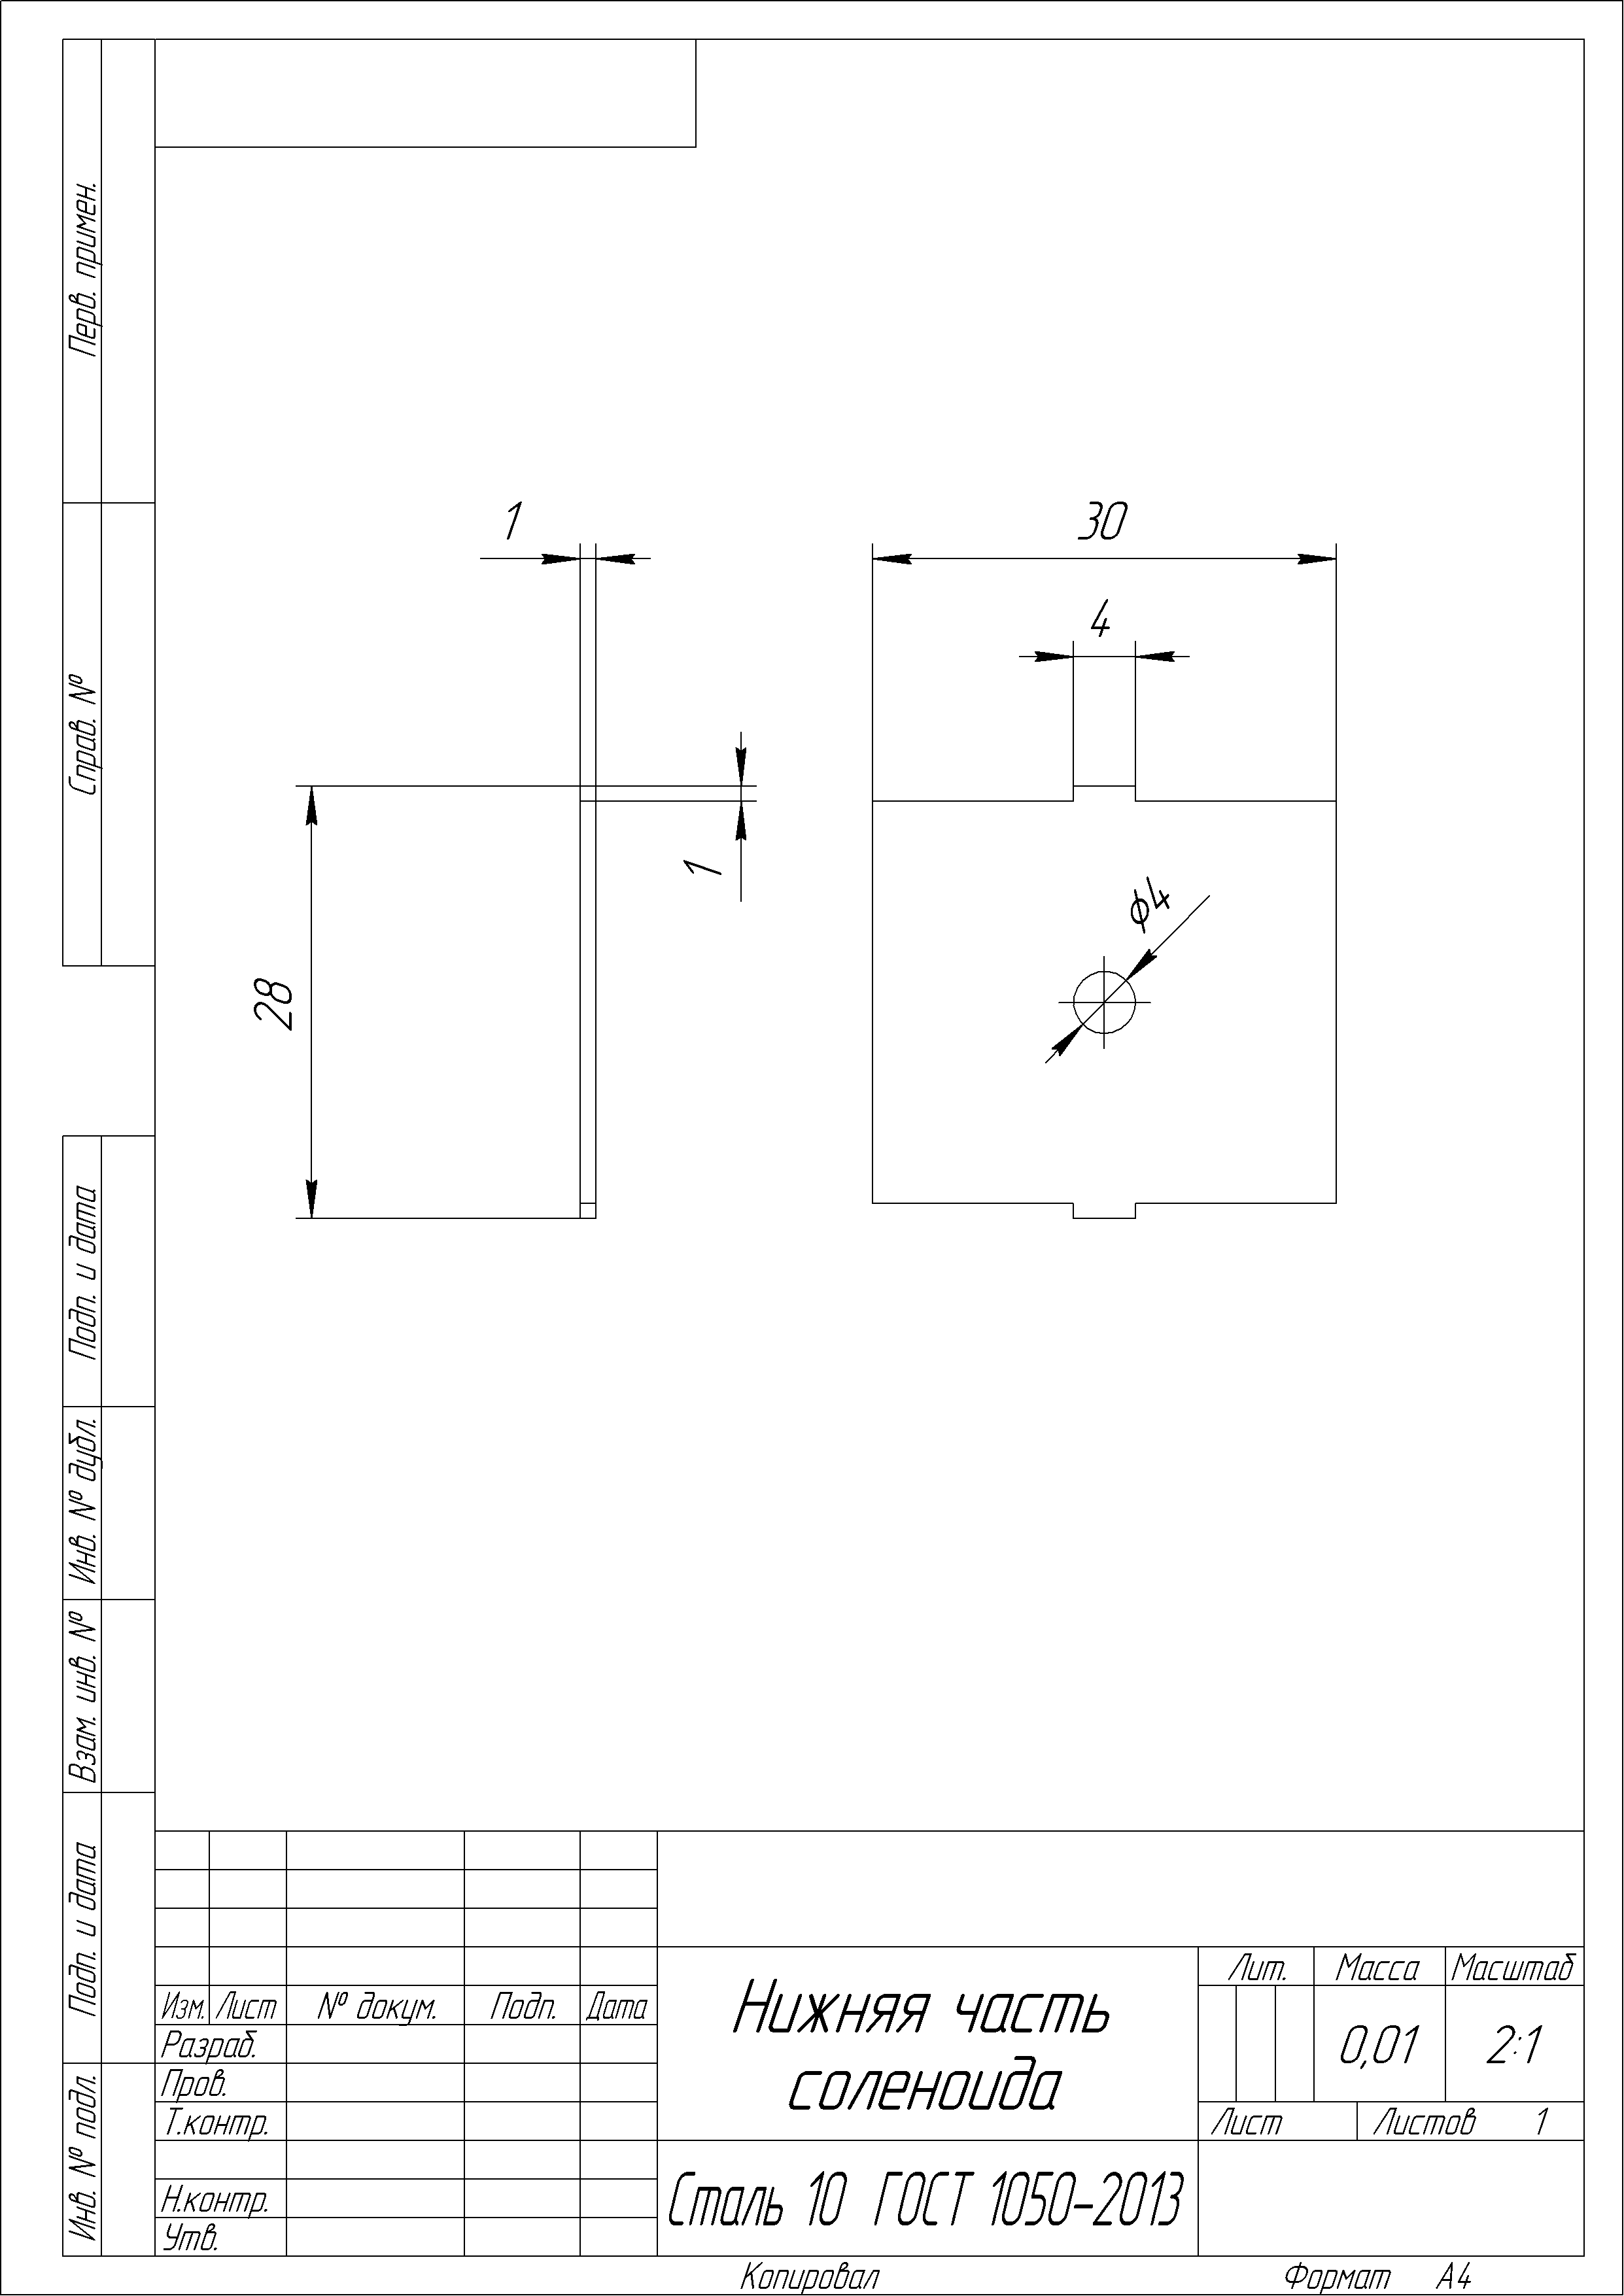 Перв. примен.
Справ. №
Подп. и дата
Инв. № дубл.
Взам. инв. №
Подп. и дата
Инв. № подл.
1
30
4
1
28
ϕ4
Изм. Лист № докум. Подп. Дата
Разраб.
Пров.
Т.контр.
Н.контр.
Утв.
Нижняя часть
соленоида
Сталь 10 ГОСТ 1050-2013
Лит. Масса Масштаб
0,01 2:1
Лист Листов 1
Копировал Формат А4